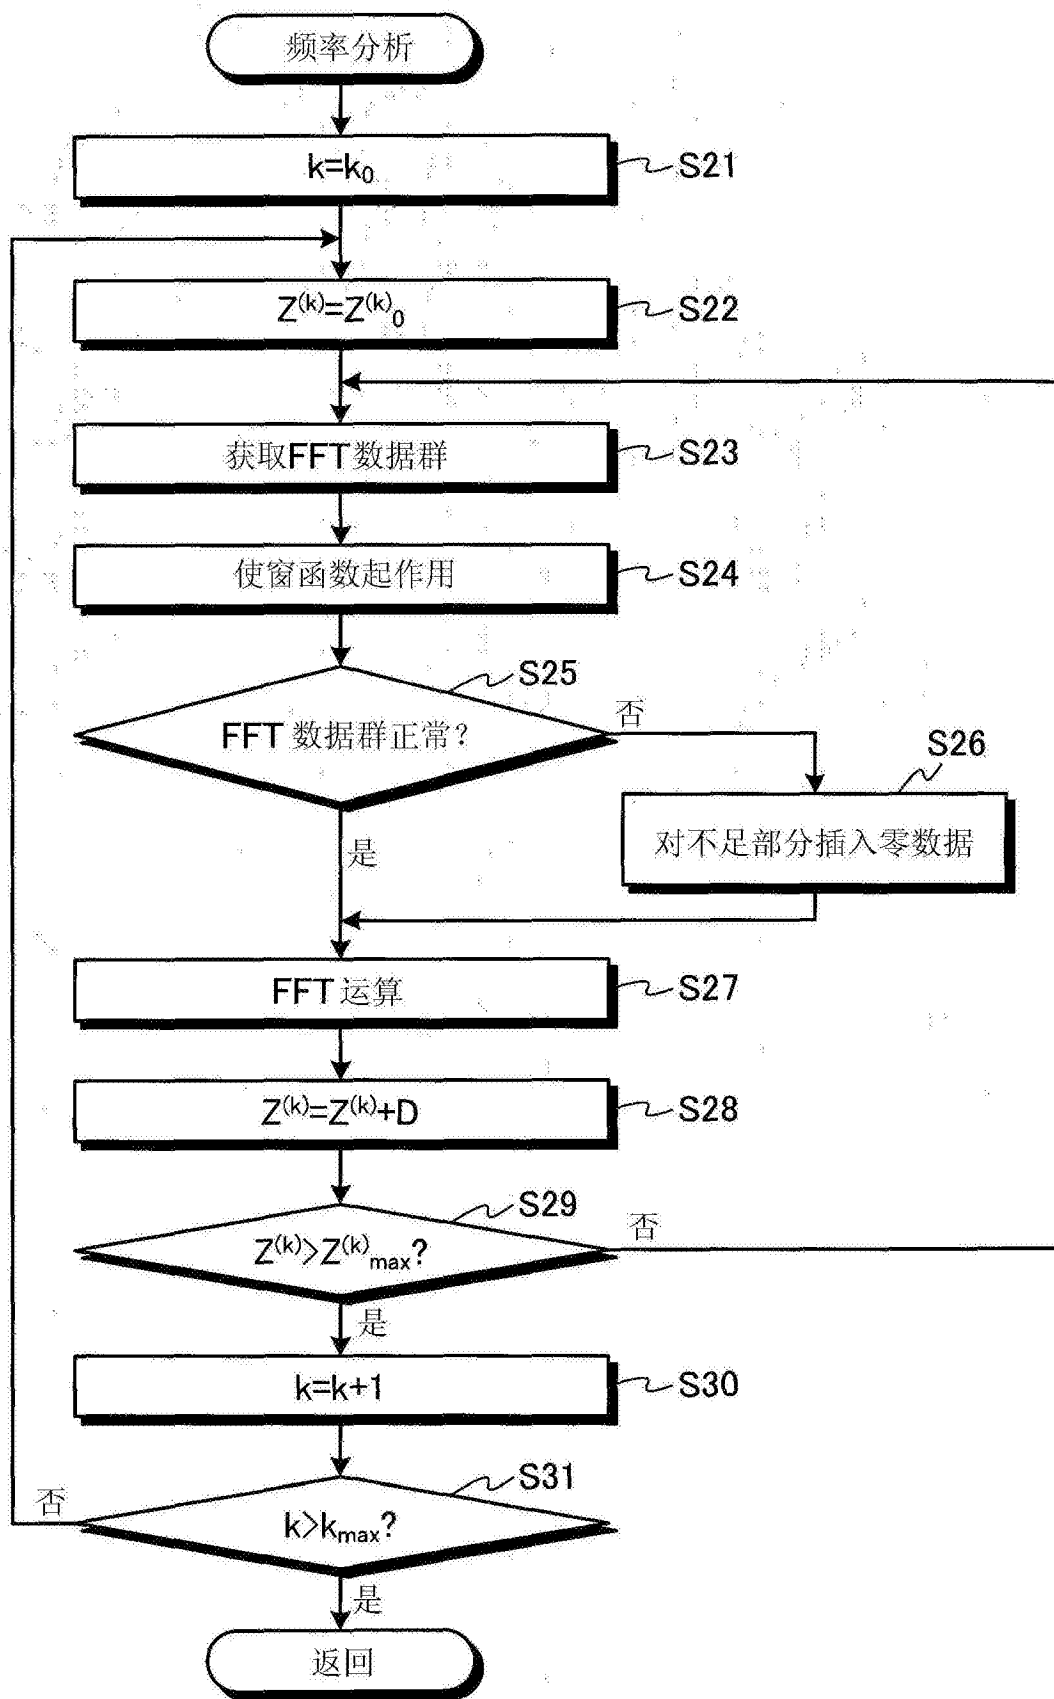 频率分析
k=k₀
S21
Z⁽ᵏ⁾=Z⁽ᵏ⁾₀
S22
获取FFT数据群
S23
使窗函数起作用
S24
S25
FFT 数据群正常?
否
S26
对不足部分插入零数据
是
FFT 运算
S27
Z⁽ᵏ⁾=Z⁽ᵏ⁾+D
S28
S29
Z⁽ᵏ⁾>Z⁽ᵏ⁾max?
否
是
k=k+1
S30
S31
k>kmax?
否
是
返回